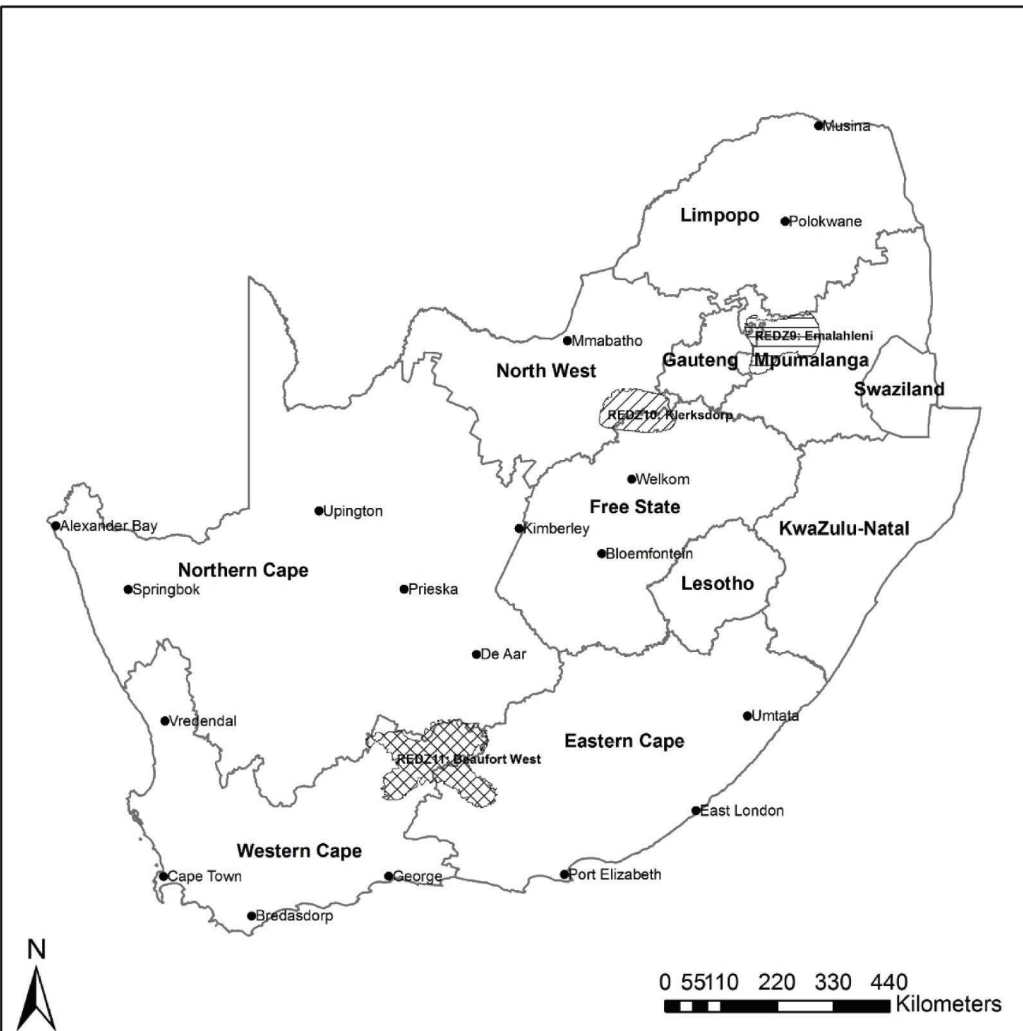 Musina
Limpopo
Polokwane
REDZ9: Emalahleni
Mmabatho
North West
Gauteng
Mpumalanga
Swaziland
REDZ10: Klerksdorp
Welkom
Free State
Upington
Alexander Bay
Kimberley
KwaZulu-Natal
Bloemfontein
Northern Cape
Lesotho
Springbok
Prieska
De Aar
Vredendal
Umtata
Eastern Cape
REDZ11: Beaufort West
East London
Western Cape
Cape Town
George
Port Elizabeth
Bredasdorp
N
0 55110 220 330 440
Kilometers